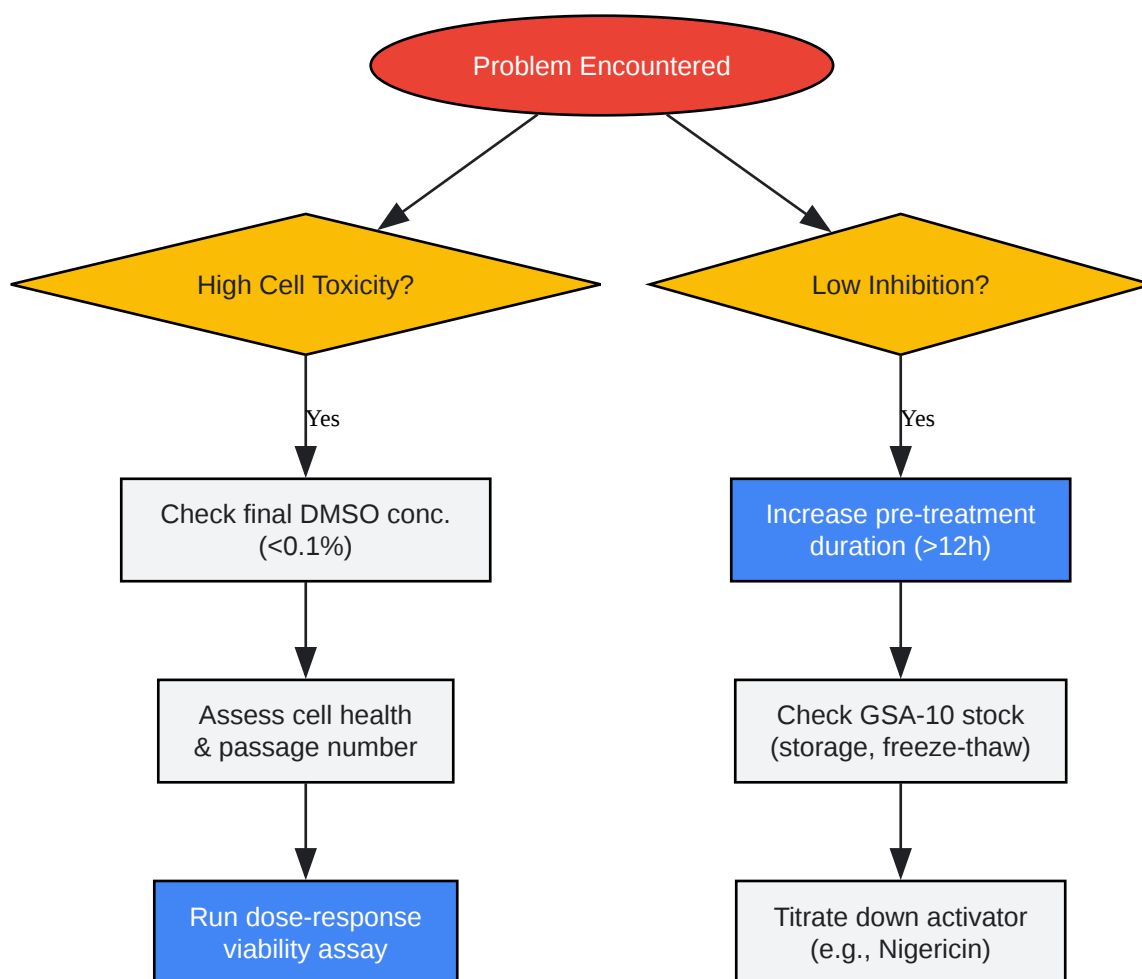 Problem Encountered
High Cell Toxicity?
Low Inhibition?
Yes
Yes
Check final DMSO conc.
(<0.1%)
Increase pre-treatment
duration (>12h)
Assess cell health
& passage number
Check GSA-10 stock
(storage, freeze-thaw)
Run dose-response
viability assay
Titrate down activator
(e.g., Nigericin)